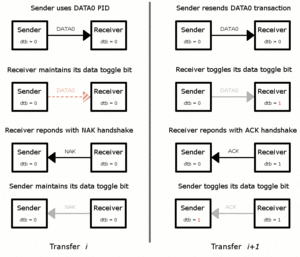 Sender uses DATA0 PID
Sender
dtb = 0
DATA0
Receiver
dtb = 0
Receiver maintains its data toggle bit
Sender
dtb = 0
DATA0
Receiver
dtb = 0
Receiver reponds with NAK handshake
Sender
dtb = 0
NAK
Receiver
dtb = 0
Sender maintains its data toggle bit
Sender
dtb = 0
NAK
Receiver
dtb = 0
Transfer i
Sender resends DATA0 transaction
Sender
dtb = 0
DATA0
Receiver
dtb = 0
Receiver toggles its data toggle bit
Sender
dtb = 0
DATA0
Receiver
dtb = 1
Receiver reponds with ACK handshake
Sender
dtb = 0
ACK
Receiver
dtb = 1
Sender toggles its data toggle bit
Sender
dtb = 1
ACK
Receiver
dtb = 1
Transfer i+1